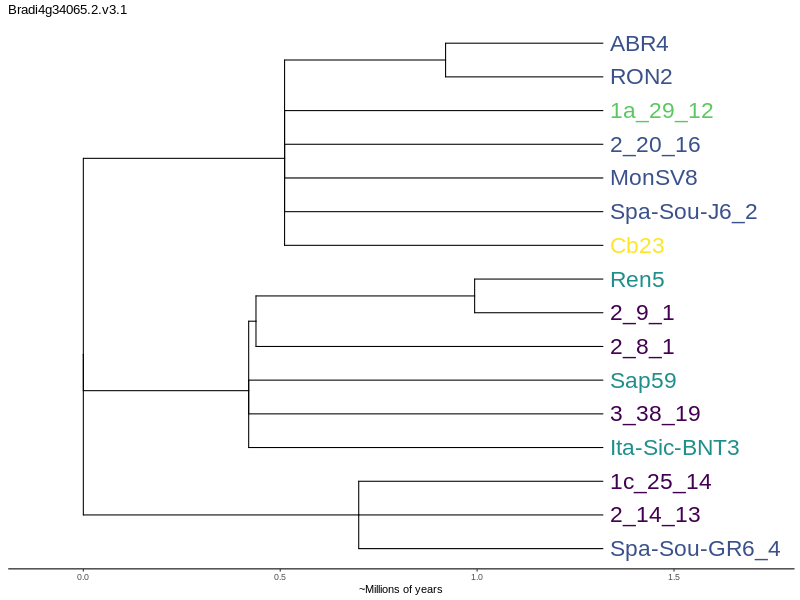 Bradi4g34065.2.v3.1
ABR4
RON2
1a_29_12
2_20_16
MonSV8
Spa-Sou-J6_2
Cb23
Ren5
2_9_1
2_8_1
Sap59
3_38_19
Ita-Sic-BNT3
1c_25_14
2_14_13
Spa-Sou-GR6_4
0.0 0.5 1.0 1.5
~Millions of years